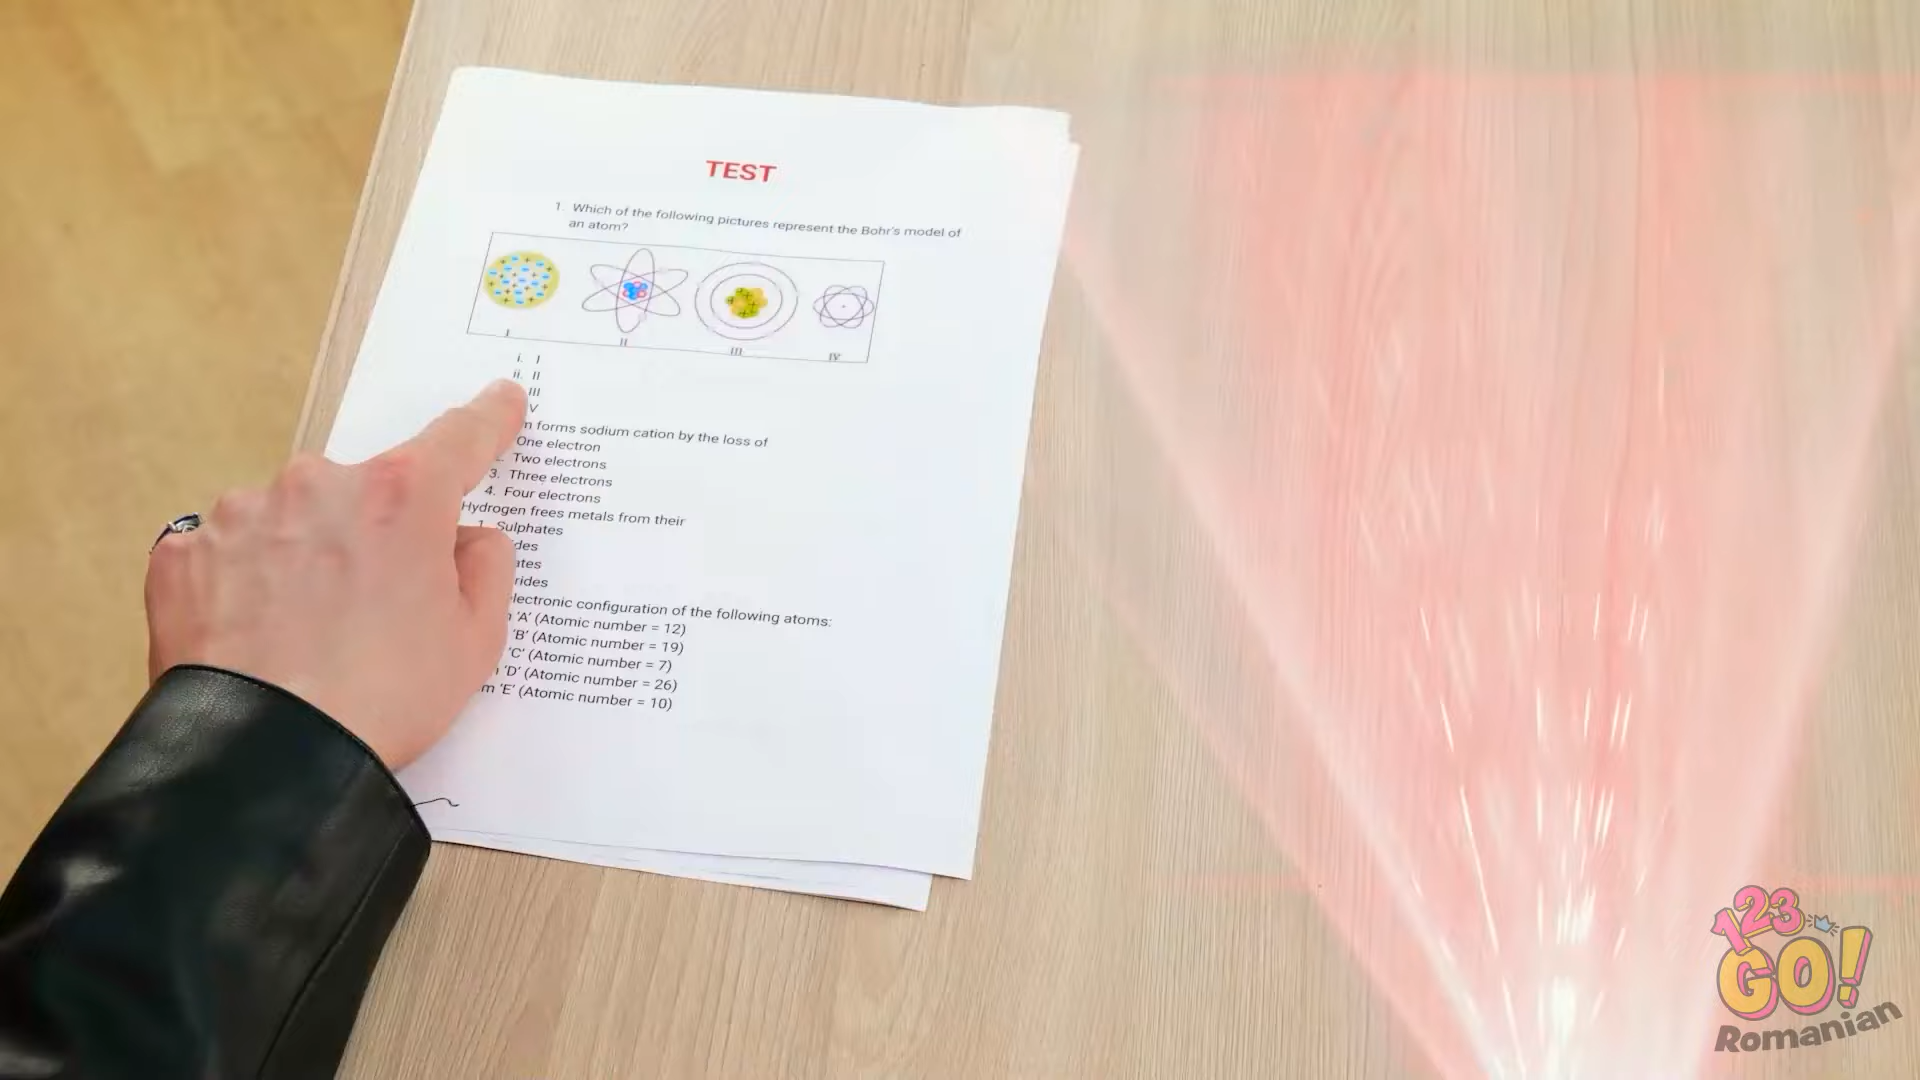 TEST
1. Which of the following pictures represent the Bohr's model of
an atom?
I
II
III
IV
i. I
ii. II
III
forms sodium cation by the loss of
One electron
Two electrons
3. Three electrons
4. Four electrons
Hydrogen frees metals from their
1. Sulphates
electronic configuration of the following atoms:
'A' (Atomic number = 12)
'B' (Atomic number = 19)
'C' (Atomic number = 7)
'D' (Atomic number = 26)
'E' (Atomic number = 10)
123
GO!
Romanian